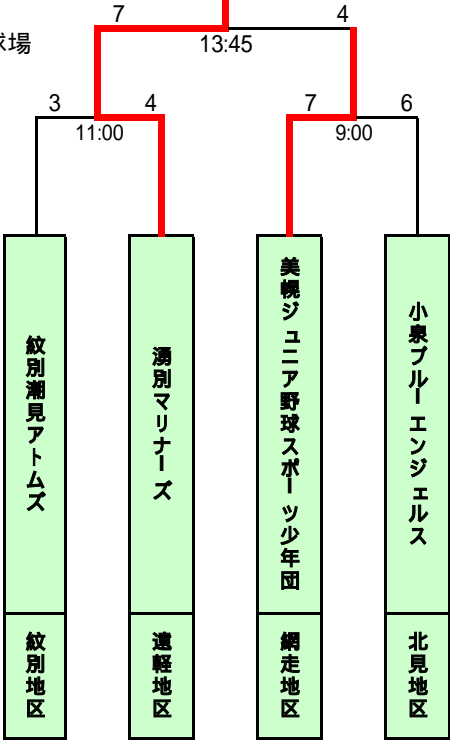 7 4
球場
13:45
3 4 7 6
11:00 9:00
紋別潮見アトムズ
湧別マリナーズ
美幌ジュニア野球スポーツ少年団
小泉ブルーエンジェルス
紋別地区
遠軽地区
網走地区
北見地区